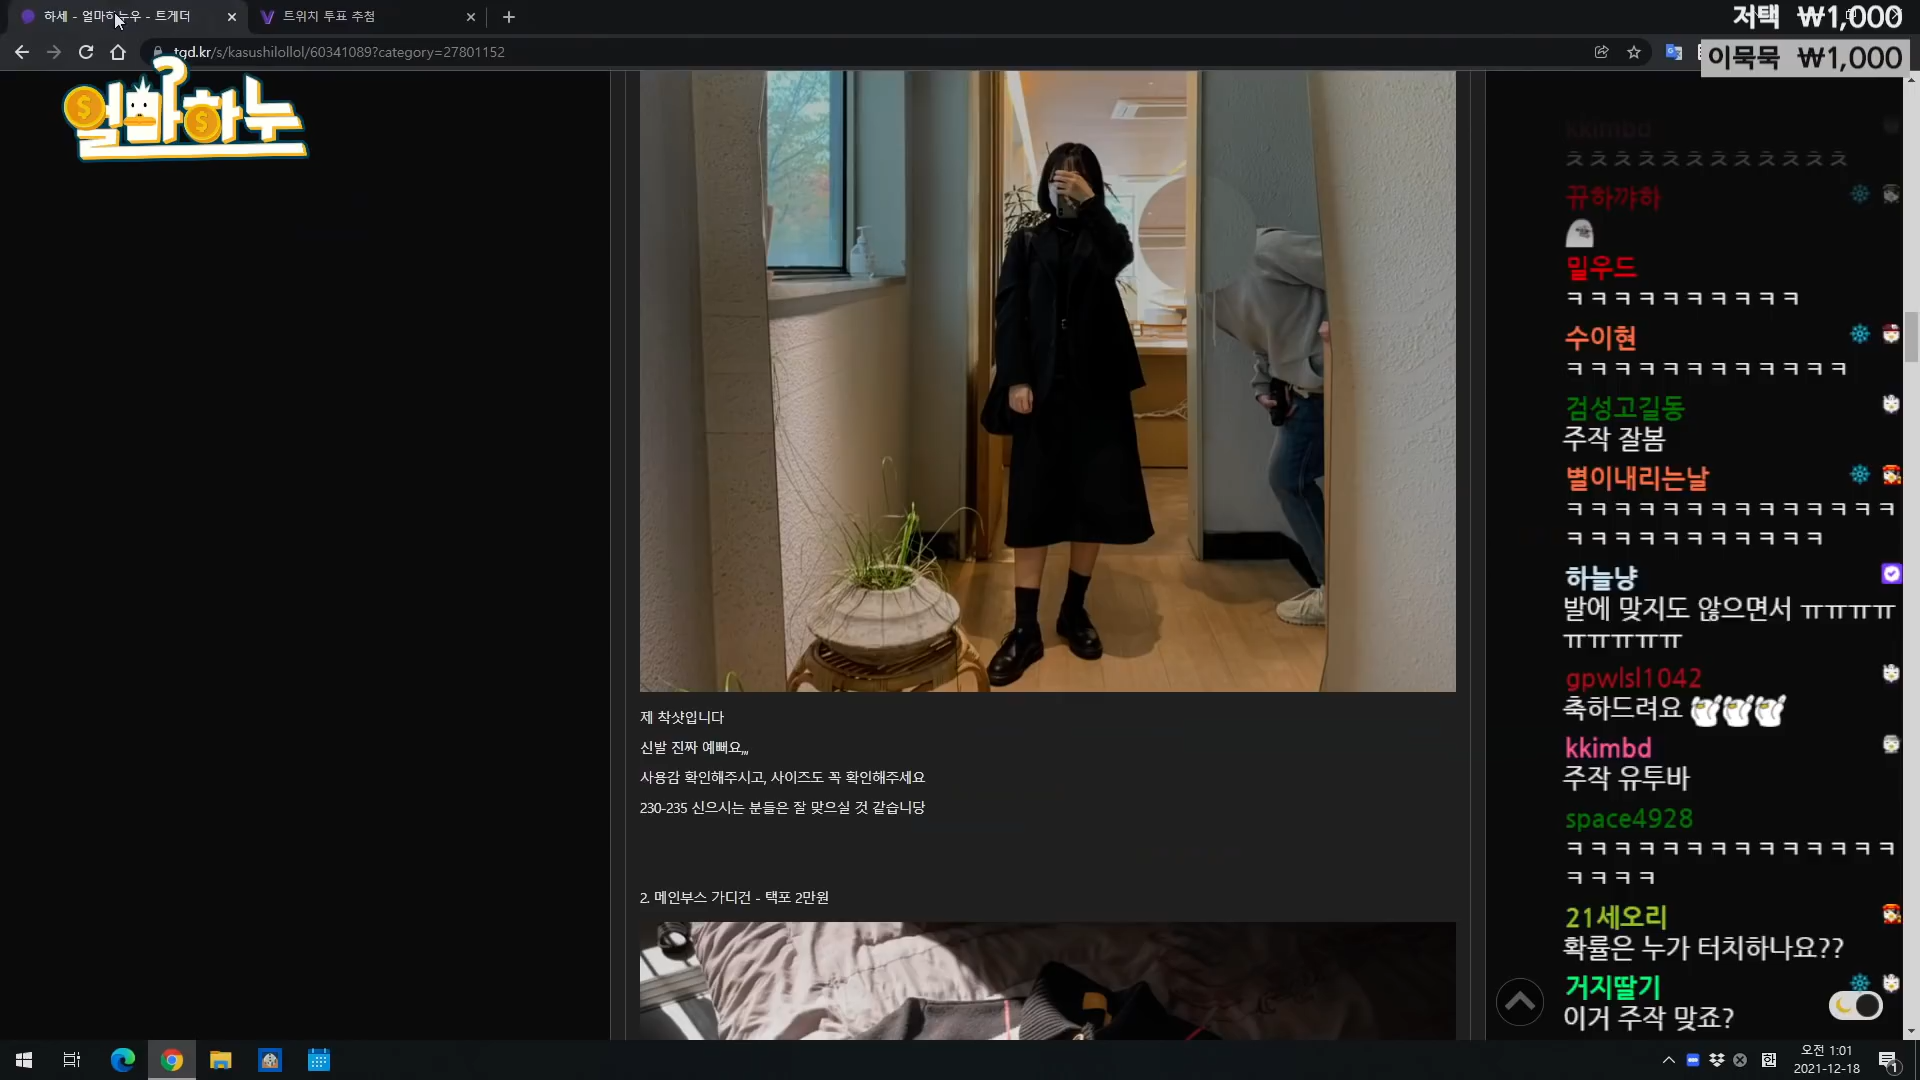 하세 - 얼마하누우 - 트게더
트위치 투표 추첨
저택 ₩1,000
이묵묵 ₩1,000
tgd.kr/s/kasushilollol/60341089?category=27801152
얼마하누
kkimbd
ㅊㅊㅊㅊㅊㅊㅊㅊㅊㅊㅊㅊ
뀨하꺄하
밀우드
ㅋㅋㅋㅋㅋㅋㅋㅋㅋㅋ
수이현
ㅋㅋㅋㅋㅋㅋㅋㅋㅋㅋㅋㅋ
검성고길동
주작 잘봄
별이내리는날
ㅋㅋㅋㅋㅋㅋㅋㅋㅋㅋㅋㅋㅋㅋ
ㅋㅋㅋㅋㅋㅋㅋㅋㅋㅋㅋ
하늘냥
발에 맞지도 않으면서 ㅠㅠㅠㅠ
ㅠㅠㅠㅠㅠ
gpwlsl1042
축하드려요
kkimbd
주작 유투바
space4928
ㅋㅋㅋㅋㅋㅋㅋㅋㅋㅋㅋㅋㅋㅋ
ㅋㅋㅋㅋ
21세오리
확률은 누가 터치하나요??
거지딸기
이거 주작 맞죠?
제 착샷입니다
신발 진짜 예뻐요,,,
사용감 확인해주시고, 사이즈도 꼭 확인해주세요
230-235 신으시는 분들은 잘 맞으실 것 같습니당
2. 메인부스 가디건 - 택포 2만원
한
오전 1:01
2021-12-18
1